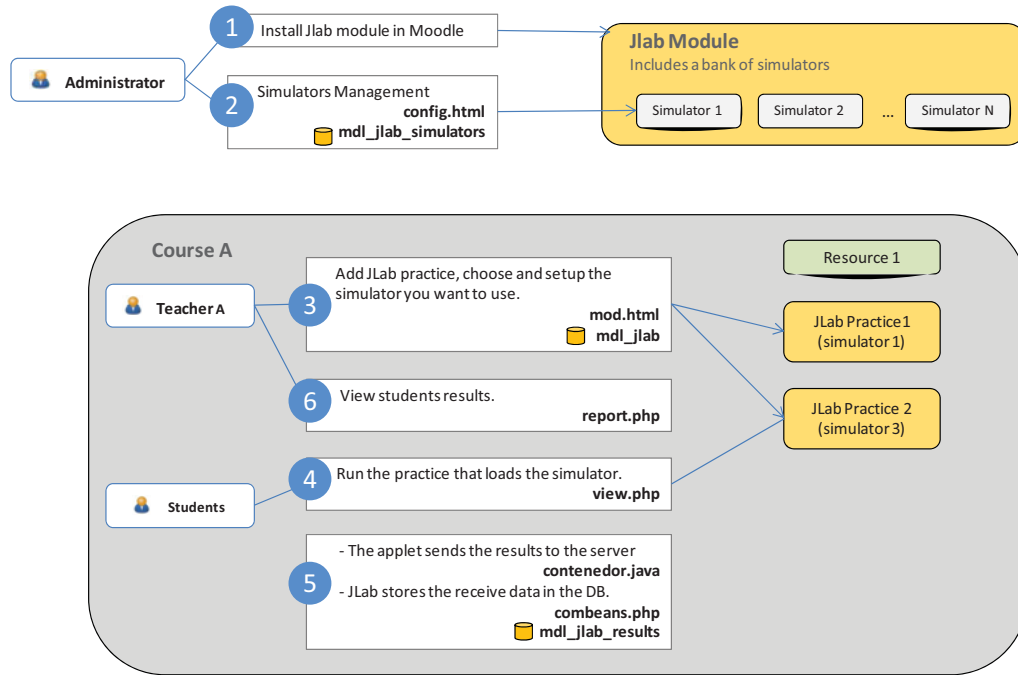 1
Install Jlab module in Moodle
Administrator
2
Simulators Management
config.html
mdl_jlab_simulators
Jlab Module
Includes a bank of simulators
Simulator 1
Simulator 2
...
Simulator N
Course A
Resource 1
Teacher A
3
Add JLab practice, choose and setup the
simulator you want to use.
mod.html
mdl_jlab
JLab Practice1
(simulator 1)
6
View students results.
report.php
JLab Practice 2
(simulator 3)
Students
4
Run the practice that loads the simulator.
view.php
5
- The applet sends the results to the server
contenedor.java
- JLab stores the receive data in the DB.
combeans.php
mdl_jlab_results